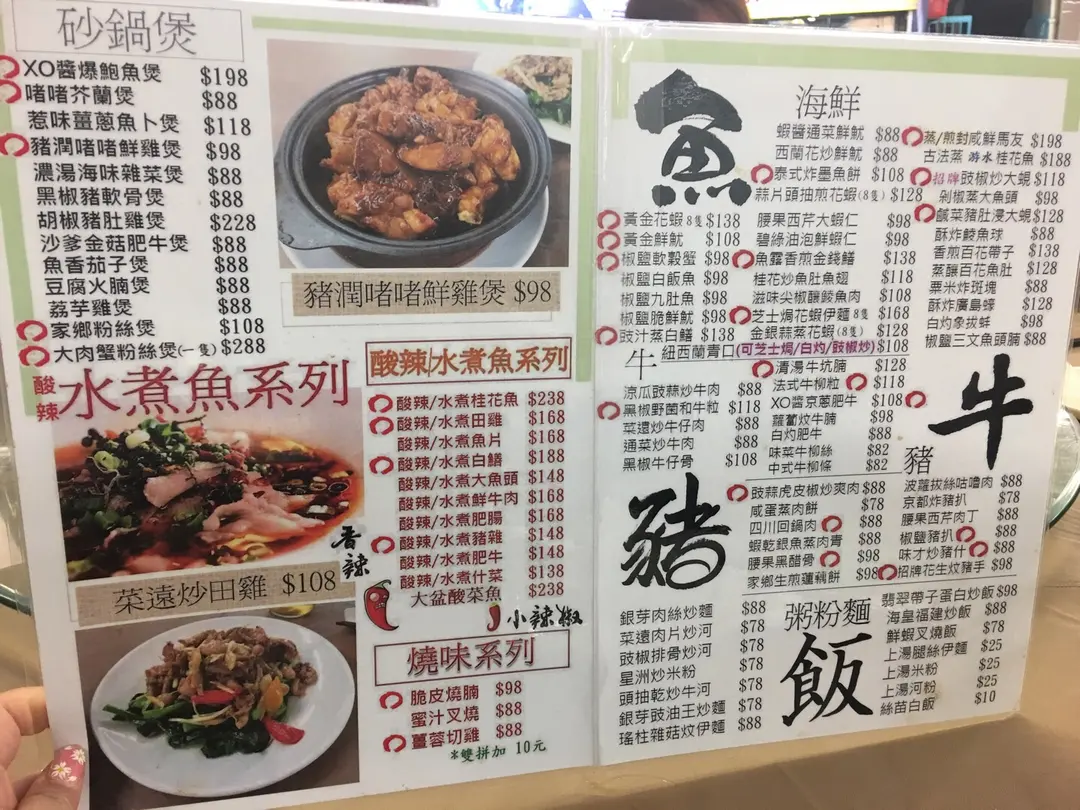 砂鍋煲
XO醬爆鮑魚煲 $198
啫啫芥蘭煲 $88
惹味薑蔥魚卜煲 $118
豬潤啫啫鮮雞煲 $98
濃湯海味雜菜煲 $88
黑椒豬軟骨煲 $88
胡椒豬肚雞煲 $228
沙爹金菇肥牛煲 $88
魚香茄子煲 $88
豆腐火腩煲 $88
荔芋雞煲 $88
家鄉粉絲煲 $108
大肉蟹粉絲煲(一隻) $288
豬潤啫啫鮮雞煲 $98
酸辣 水煮魚系列
香辣
菜遠炒田雞 $108
酸辣/水煮魚系列
酸辣/水煮桂花魚 $238
酸辣/水煮田雞 $168
酸辣/水煮魚片 $168
酸辣/水煮白鱔 $188
酸辣/水煮大魚頭 $148
酸辣/水煮鮮牛肉 $168
酸辣/水煮肥腸 $168
酸辣/水煮豬雜 $148
酸辣/水煮肥牛 $148
酸辣/水煮什菜 $138
大盆酸菜魚 $238
小辣椒
燒味系列
脆皮燒腩 $98
蜜汁叉燒 $88
薑蓉切雞 $88
*雙拼加 10元
魚
海鮮
蝦醬通菜鮮魷 $88
西蘭花炒鮮魷 $88
泰式炸墨魚餅 $108
蒜片頭抽煎花蝦(8隻) $128
蒸/煎封咸鮮馬友 $198
古法蒸 游水 桂花魚 $188
招牌 豉椒炒大蜆 $118
剁椒蒸大魚頭 $98
鹹菜豬肚浸大蜆 $128
酥炸鯪魚球 $88
香煎百花帶子 $138
蒸釀百花魚肚 $128
粟米炸斑塊 $88
酥炸廣島蠔 $128
白灼象拔蚌 $98
椒鹽三文魚頭腩 $88
黃金花蝦 8隻 $138
黃金鮮魷 $108
椒鹽軟殼蟹 $98
椒鹽白飯魚 $98
椒鹽九肚魚 $98
椒鹽脆鮮魷 $98
豉汁蒸白鱔 $138
腰果西芹大蝦仁 $98
碧綠油泡鮮蝦仁 $98
魚露香煎金錢鱔 $138
桂花炒魚肚魚翅 $118
滋味尖椒釀鯪魚肉 $108
芝士焗花蝦伊麵 8隻 $168
金銀蒜蒸花蝦(8隻) $128
紐西蘭青口(可芝士焗/白灼/豉椒炒) $108
牛
涼瓜豉蒜炒牛肉 $88
黑椒野菌和牛粒 $118
菜遠炒牛仔肉 $88
通菜炒牛肉 $88
黑椒牛仔骨 $108
清湯牛坑腩 $128
法式牛柳粒 $118
XO醬京蔥肥牛 $108
蘿蔔炆牛腩 $98
白灼肥牛 $88
味菜牛柳絲 $82
中式牛柳條 $82
牛
豬
豬
豉蒜虎皮椒炒爽肉 $88
咸蛋蒸肉餅 $78
四川回鍋肉 $88
蝦乾銀魚蒸肉青 $88
腰果黑醋骨 $98
家鄉生煎蓮藕餅 $98
波蘿拔絲咕嚕肉 $88
京都炸豬扒 $78
腰果西芹肉丁 $88
椒鹽豬扒 $88
味才炒豬什 $88
招牌花生炆豬手 $98
銀芽肉絲炒麵 $88
菜遠肉片炒河 $78
豉椒排骨炒河 $78
星洲炒米粉 $78
頭抽乾炒牛河 $78
銀芽豉油王炒麵 $78
瑤柱雜菇炆伊麵 $88
粥粉麵
飯
翡翠帶子蛋白炒飯 $98
海皇福建炒飯 $88
鮮蝦叉燒飯 $78
上湯腿絲伊麵 $25
上湯米粉 $25
上湯河粉 $25
絲苗白飯 $10